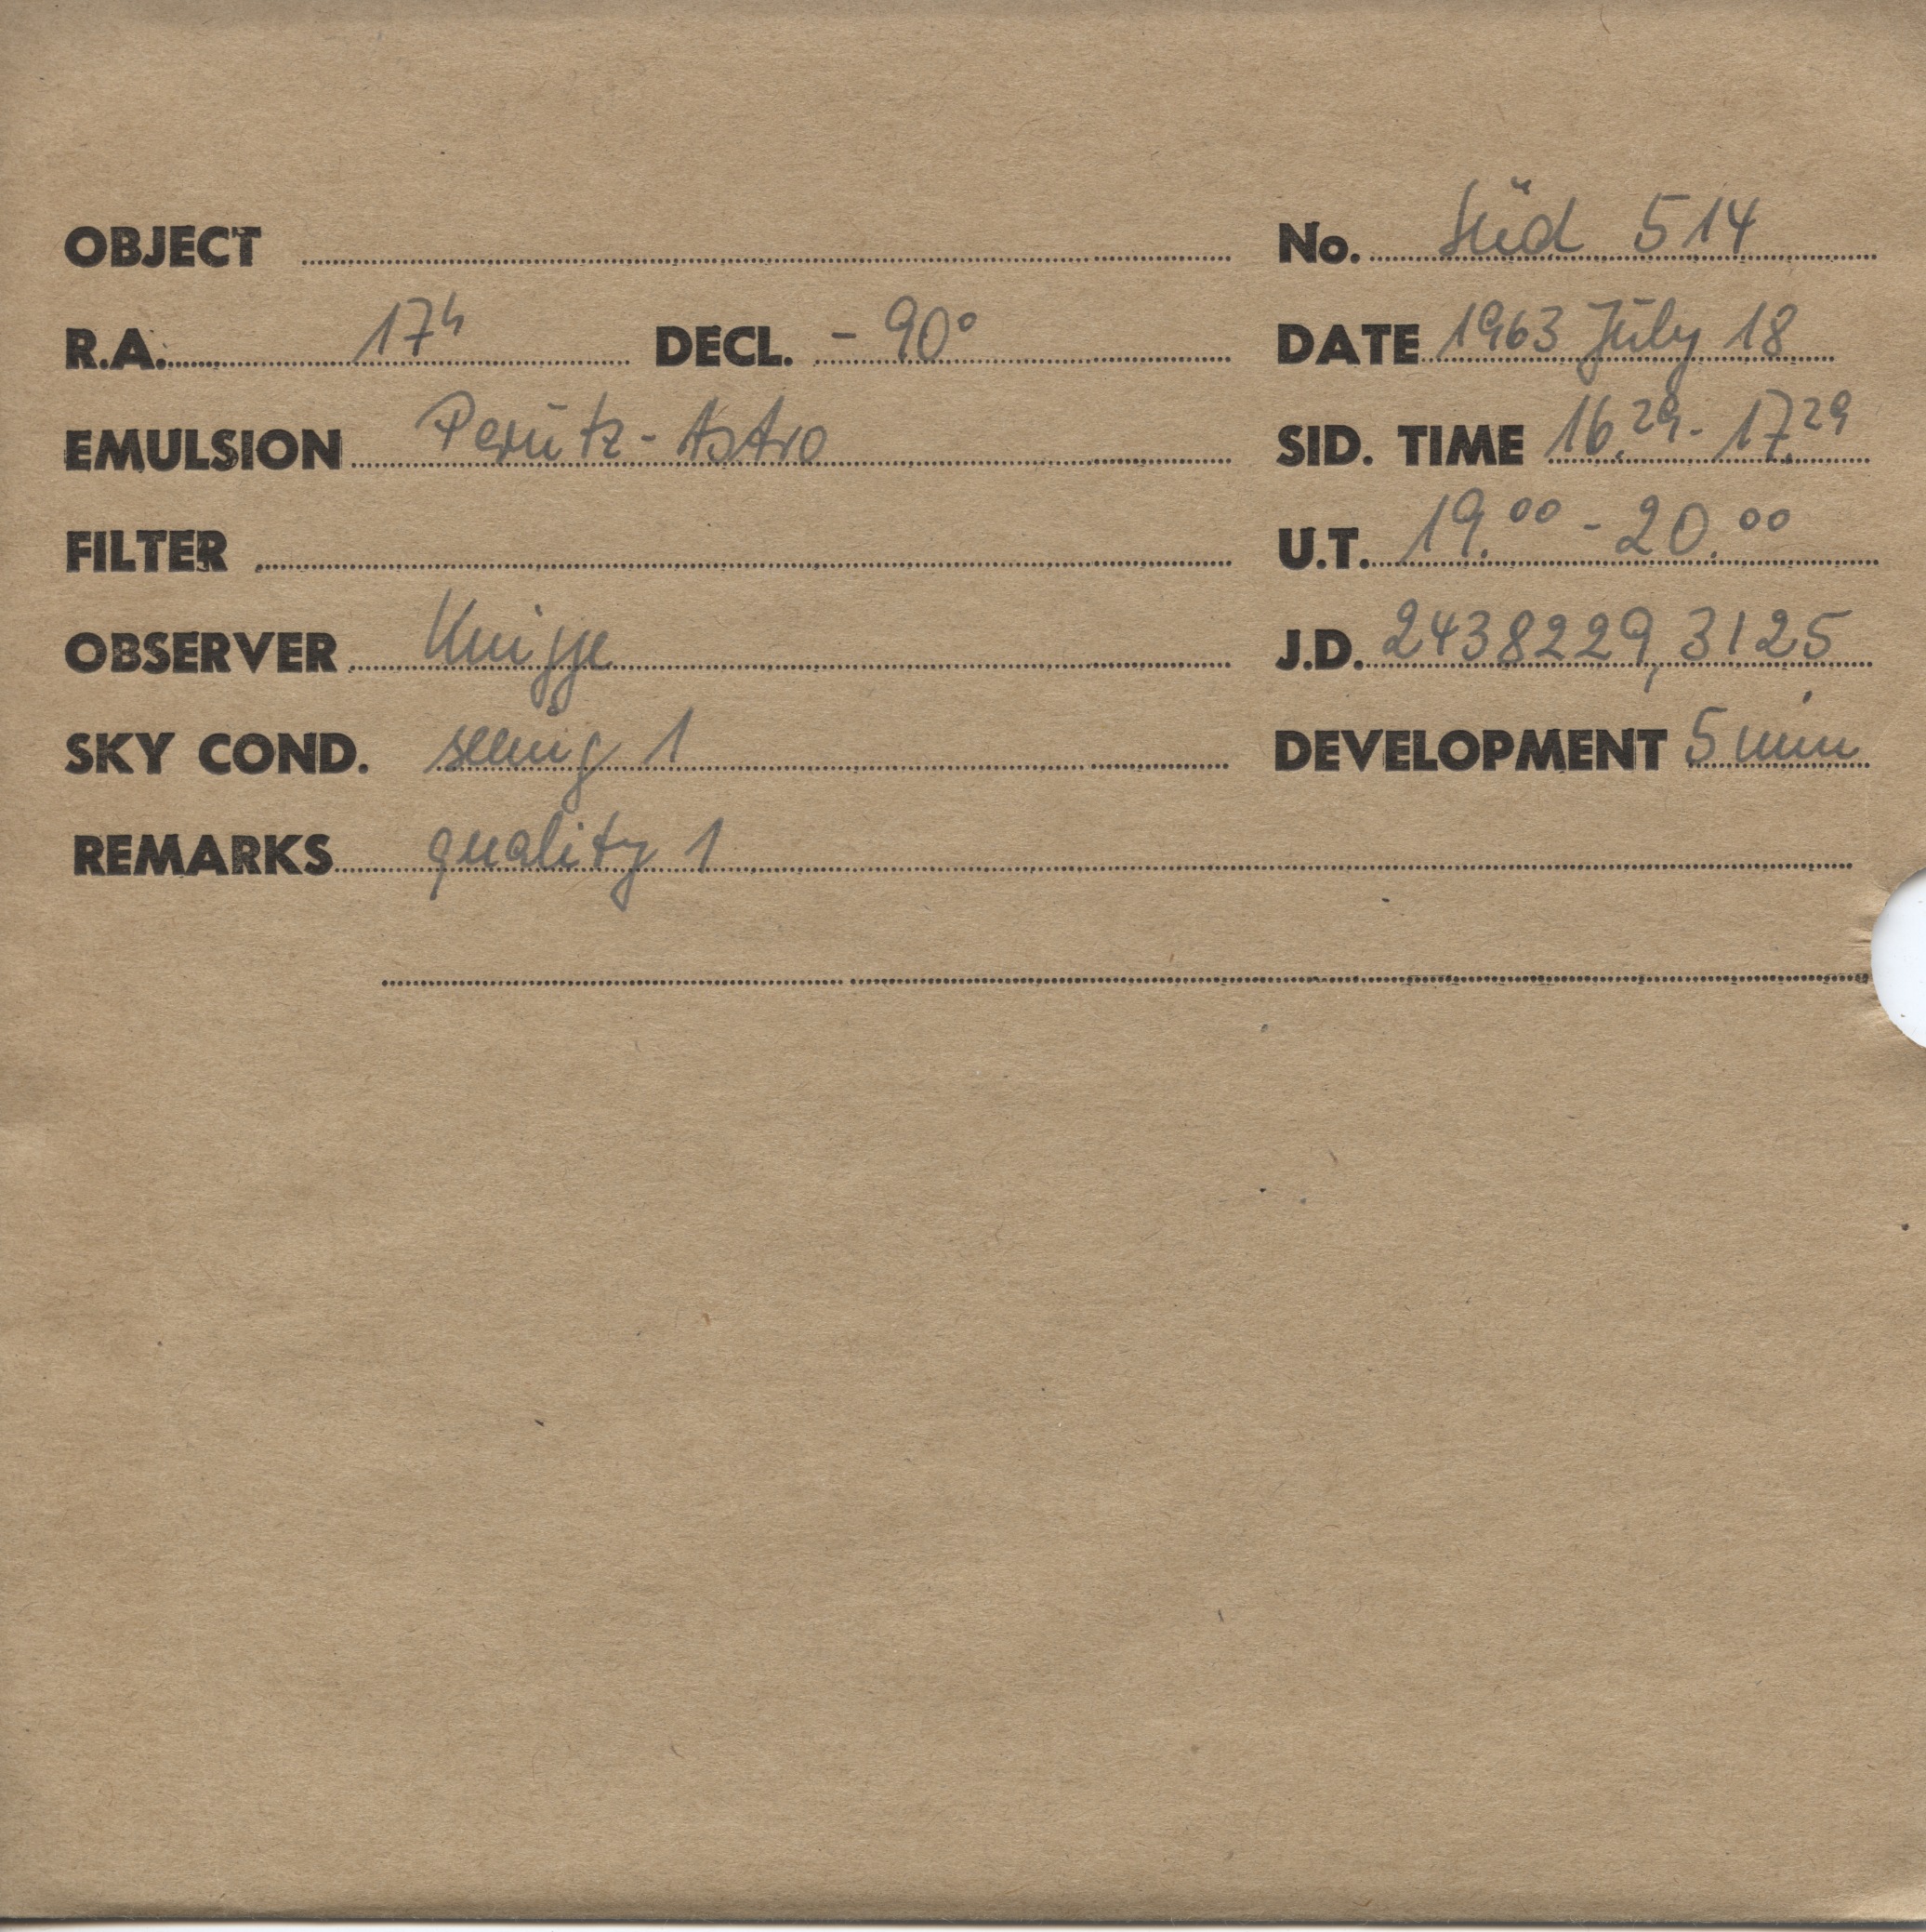 OBJECT No. Süd 514
R.A. 17h DECL. - 90° DATE 1963 July 18
EMULSION Perutz-Astro SID. TIME 16.29 - 17.29
FILTER U.T. 19.00 - 20.00
OBSERVER Knigge J.D. 2438229,3125
SKY COND. seeing 1 DEVELOPMENT 5 min
REMARKS quality 1